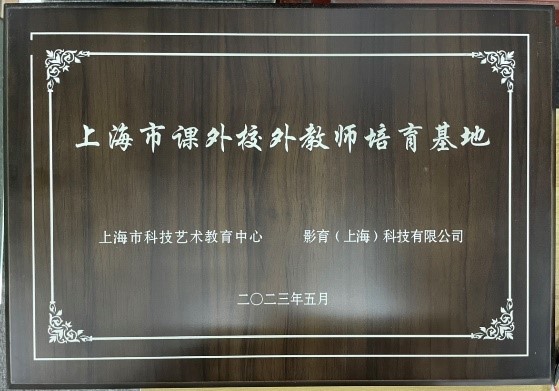 上海市课外校外教师培育基地
上海市科技艺术教育中心 影育（上海）科技有限公司
二〇二三年五月